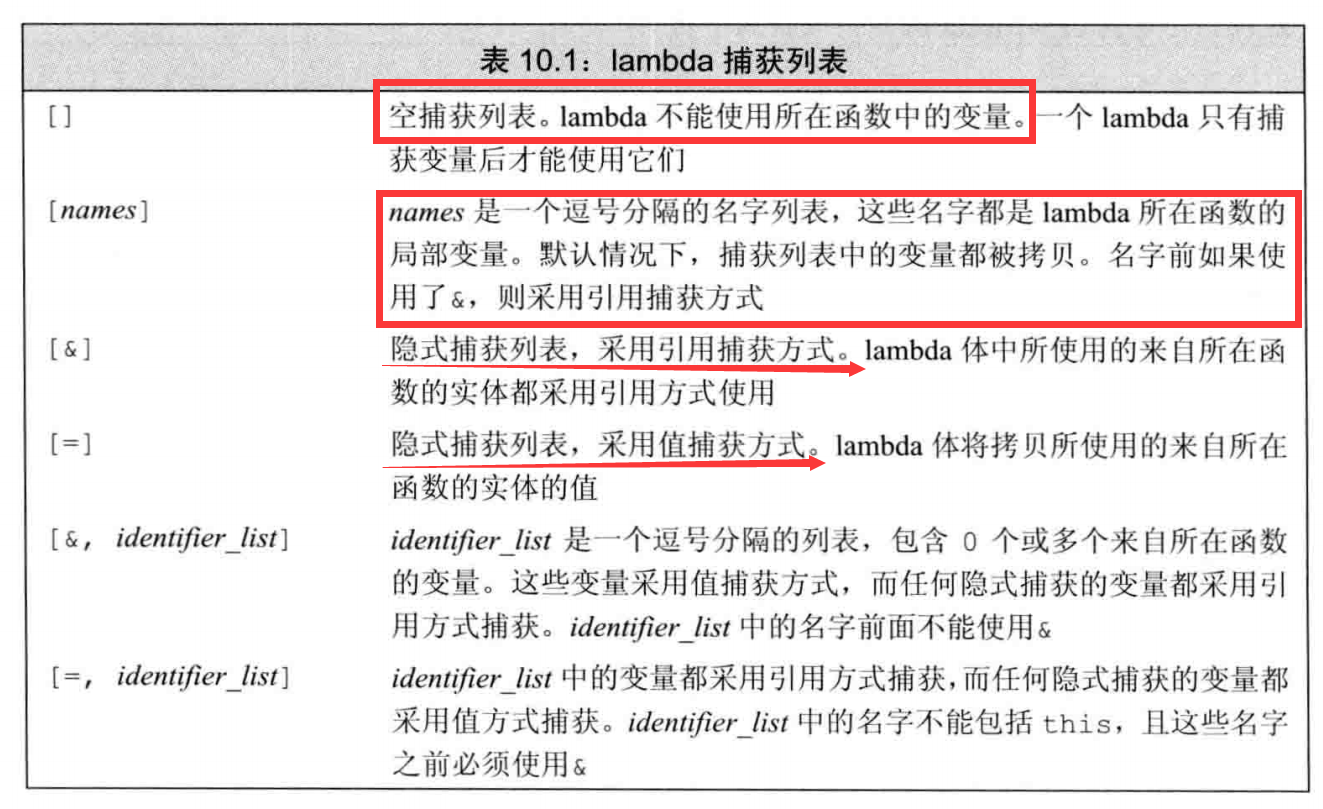 表 10.1：lambda 捕获列表
[] 空捕获列表。lambda 不能使用所在函数中的变量。一个 lambda 只有捕
获变量后才能使用它们
[names] names 是一个逗号分隔的名字列表，这些名字都是 lambda 所在函数的
局部变量。默认情况下，捕获列表中的变量都被拷贝。名字前如果使
用了&，则采用引用捕获方式
[&] 隐式捕获列表，采用引用捕获方式。lambda 体中所使用的来自所在函
数的实体都采用引用方式使用
[=] 隐式捕获列表，采用值捕获方式。lambda 体将拷贝所使用的来自所在
函数的实体的值
[&, identifier_list] identifier_list 是一个逗号分隔的列表，包含 0 个或多个来自所在函数
的变量。这些变量采用值捕获方式，而任何隐式捕获的变量都采用引
用方式捕获。identifier_list 中的名字前面不能使用&
[=, identifier_list] identifier_list 中的变量都采用引用方式捕获，而任何隐式捕获的变量都
采用值方式捕获。identifier_list 中的名字不能包括 this，且这些名字
之前必须使用&